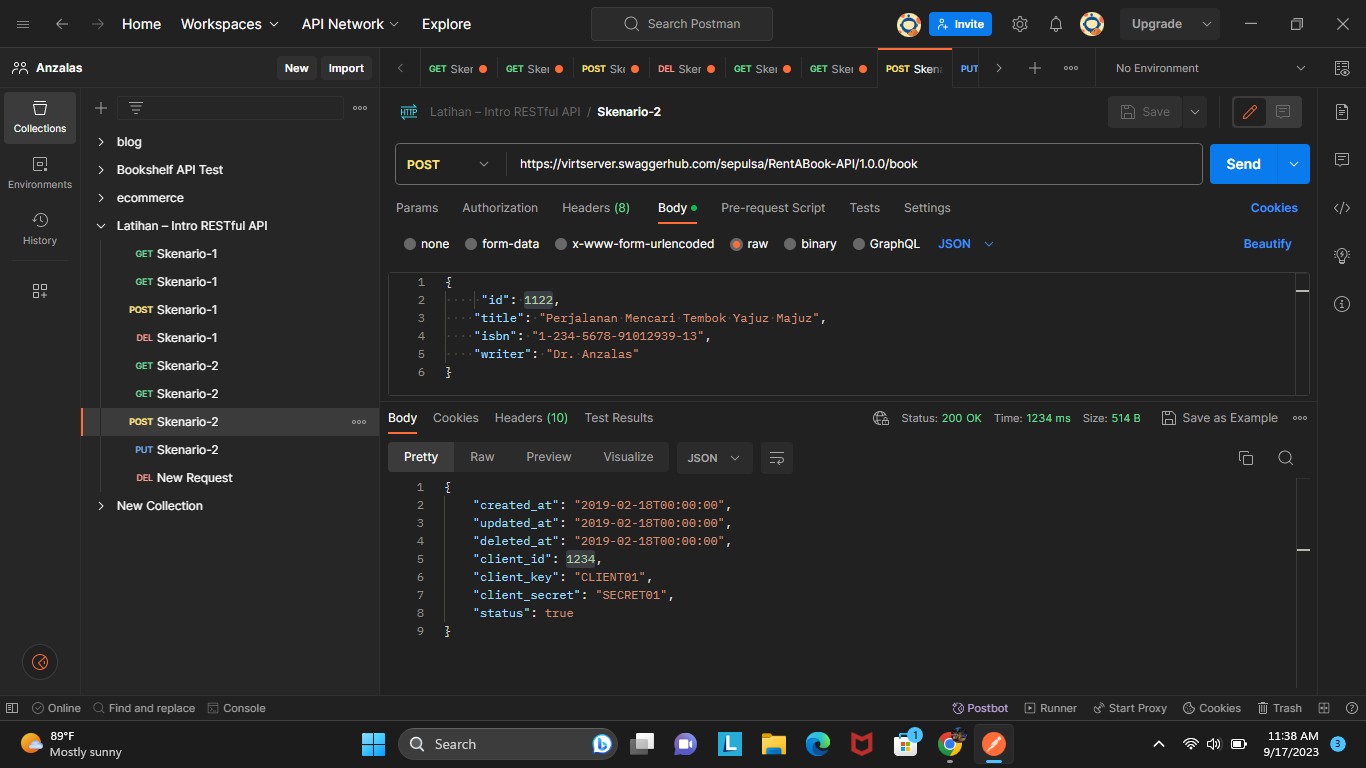 Home Workspaces API Network Explore Search Postman Invite Upgrade
Anzalas New Import
GET Sker GET Sker POST Sk DEL Sker GET Sker GET Sker POST Sken PUT No Environment
Collections
Environments
History
blog
Bookshelf API Test
ecommerce
Latihan – Intro RESTful API
GET Skenario-1
GET Skenario-1
POST Skenario-1
DEL Skenario-1
GET Skenario-2
GET Skenario-2
POST Skenario-2
PUT Skenario-2
DEL New Request
New Collection
HTTP Latihan – Intro RESTful API / Skenario-2 Save
POST https://virtserver.swaggerhub.com/sepulsa/RentABook-API/1.0.0/book Send
Params Authorization Headers (8) Body Pre-request Script Tests Settings Cookies
none form-data x-www-form-urlencoded raw binary GraphQL JSON Beautify
1 {
2 "id": 1122,
3 "title": "Perjalanan Mencari Tembok Yajuz Majuz",
4 "isbn": "1-234-5678-91012939-13",
5 "writer": "Dr. Anzalas"
6 }
Body Cookies Headers (10) Test Results Status: 200 OK Time: 1234 ms Size: 514 B Save as Example
Pretty Raw Preview Visualize JSON
1 {
2 "created_at": "2019-02-18T00:00:00",
3 "updated_at": "2019-02-18T00:00:00",
4 "deleted_at": "2019-02-18T00:00:00",
5 "client_id": 1234,
6 "client_key": "CLIENT01",
7 "client_secret": "SECRET01",
8 "status": true
9 }
Online Find and replace Console Postbot Runner Start Proxy Cookies Trash
89°F
Mostly sunny
Search
L
1
11:38 AM
9/17/2023
3